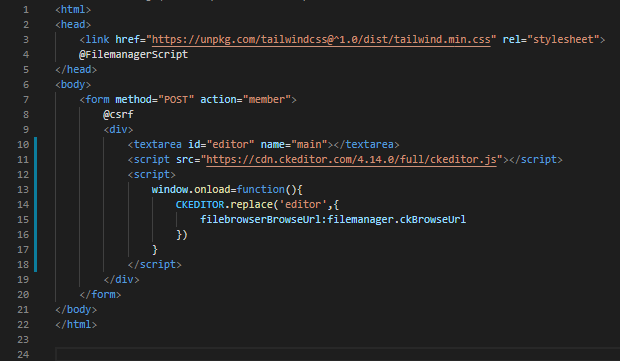 1 <html>
2 <head>
3 <link href="https://unpkg.com/tailwindcss@^1.0/dist/tailwind.min.css" rel="stylesheet">
4 @FilemanagerScript
5 </head>
6 <body>
7 <form method="POST" action="member">
8 @csrf
9 <div>
10 <textarea id="editor" name="main"></textarea>
11 <script src="https://cdn.ckeditor.com/4.14.0/full/ckeditor.js"></script>
12 <script>
13 window.onload=function(){
14 CKEDITOR.replace('editor',{
15 filebrowserBrowseUrl:filemanager.ckBrowseUrl
16 })
17 }
18 </script>
19 </div>
20 </form>
21 </body>
22 </html>
23
24